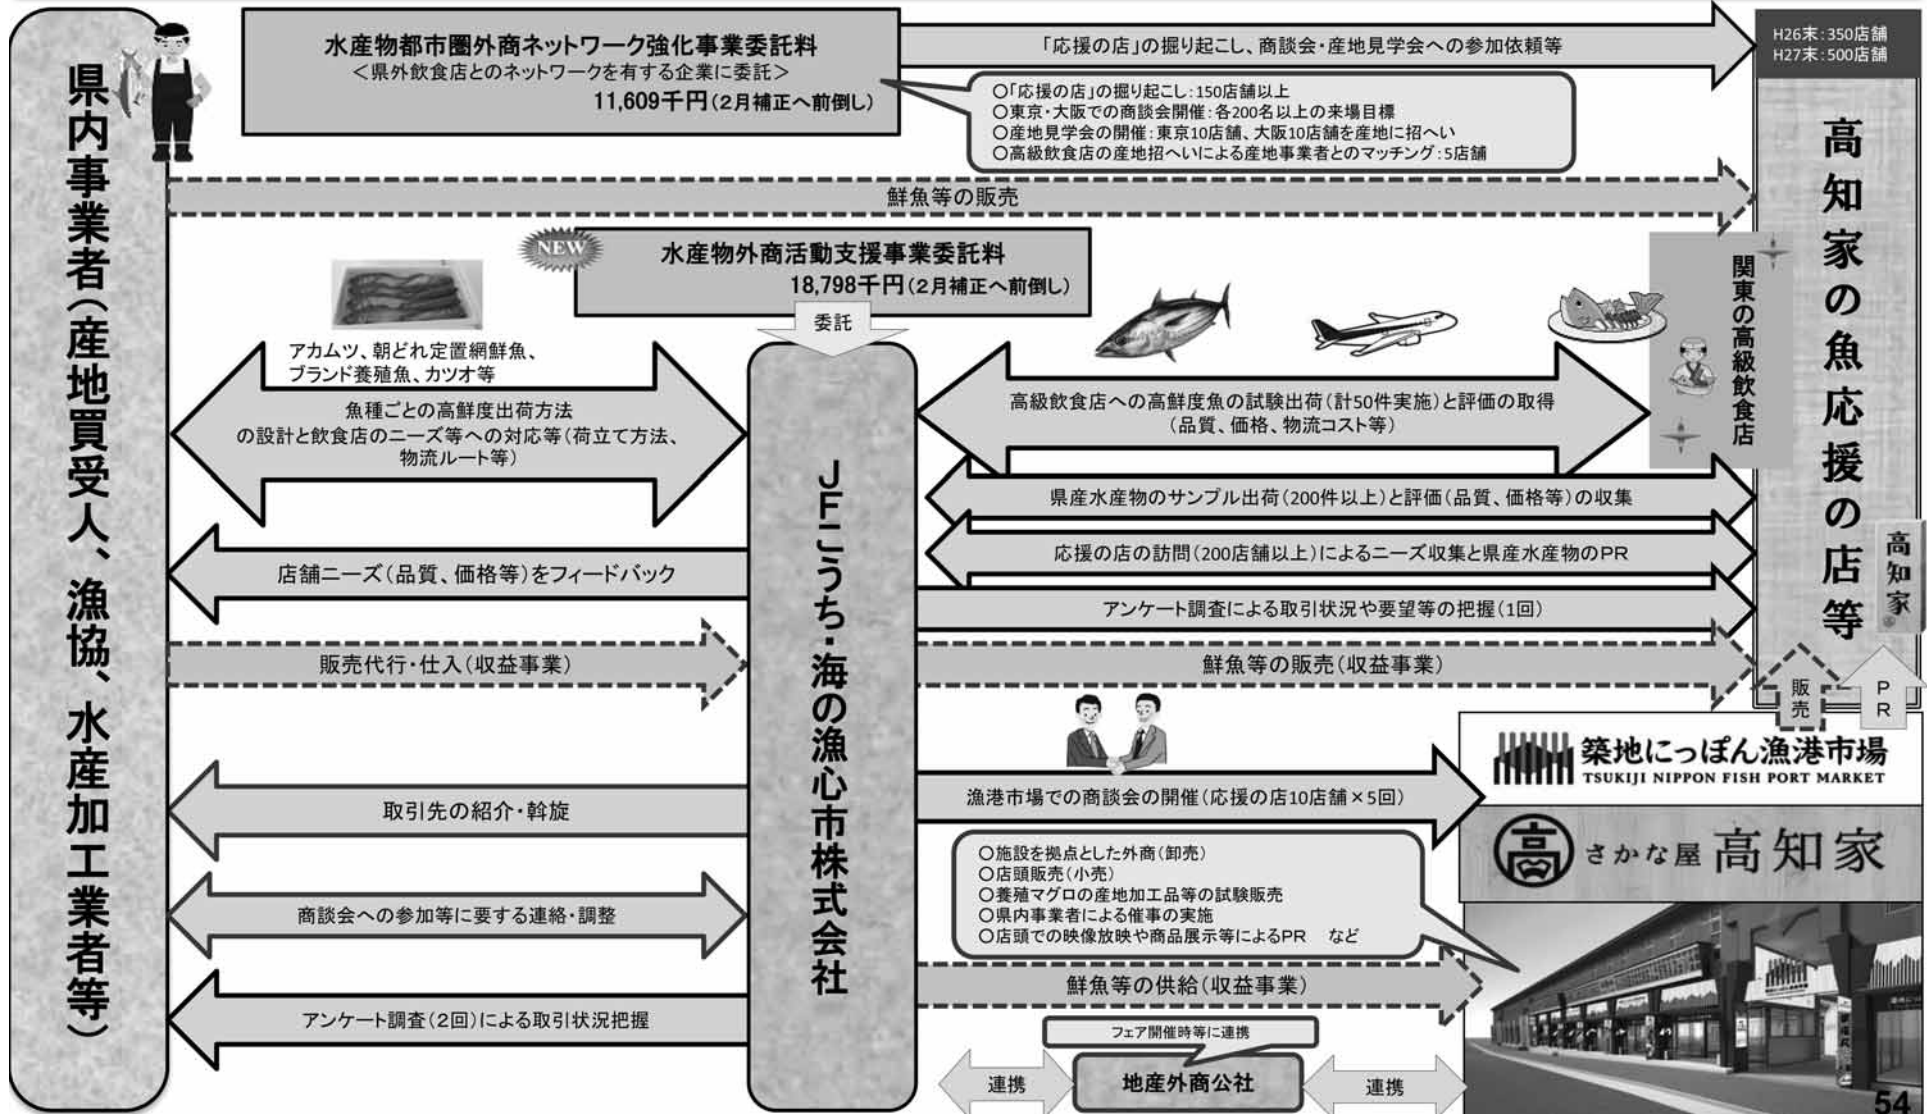 県内事業者(産地買受人、漁協、水産加工業者等)
水産物都市圏外商ネットワーク強化事業委託料
<県外飲食店とのネットワークを有する企業に委託>
11,609千円(2月補正へ前倒し)
「応援の店」の掘り起こし、商談会・産地見学会への参加依頼等
H26末:350店舗
H27末:500店舗
○「応援の店」の掘り起こし:150店舗以上
○東京・大阪での商談会開催:各200名以上の来場目標
○産地見学会の開催:東京10店舗、大阪10店舗を産地に招へい
○高級飲食店の産地招へいによる産地事業者とのマッチング:5店舗
高知家の魚応援の店等
鮮魚等の販売
NEW
水産物外商活動支援事業委託料
18,798千円(2月補正へ前倒し)
委託
関東の高級飲食店
アカムツ、朝どれ定置網鮮魚、
ブランド養殖魚、カツオ等
魚種ごとの高鮮度出荷方法
の設計と飲食店のニーズ等への対応等(荷立て方法、
物流ルート等)
JFこうち・海の漁心市株式会社
高級飲食店への高鮮度魚の試験出荷(計50件実施)と評価の取得
(品質、価格、物流コスト等)
県産水産物のサンプル出荷(200件以上)と評価(品質、価格等)の収集
応援の店の訪問(200店舗以上)によるニーズ収集と県産水産物のPR
高知家
店舗ニーズ(品質、価格等)をフィードバック
アンケート調査による取引状況や要望等の把握(1回)
販売代行・仕入(収益事業)
鮮魚等の販売(収益事業)
販売
PR
築地にっぽん漁港市場
TSUKIJI NIPPON FISH PORT MARKET
取引先の紹介・斡旋
漁港市場での商談会の開催(応援の店10店舗×5回)
高 さかな屋 高知家
○施設を拠点とした外商(卸売)
○店頭販売(小売)
○養殖マグロの産地加工品等の試験販売
○県内事業者による催事の実施
○店頭での映像放映や商品展示等によるPR など
商談会への参加等に要する連絡・調整
鮮魚等の供給(収益事業)
アンケート調査(2回)による取引状況把握
フェア開催時等に連携
連携
地産外商公社
連携
54